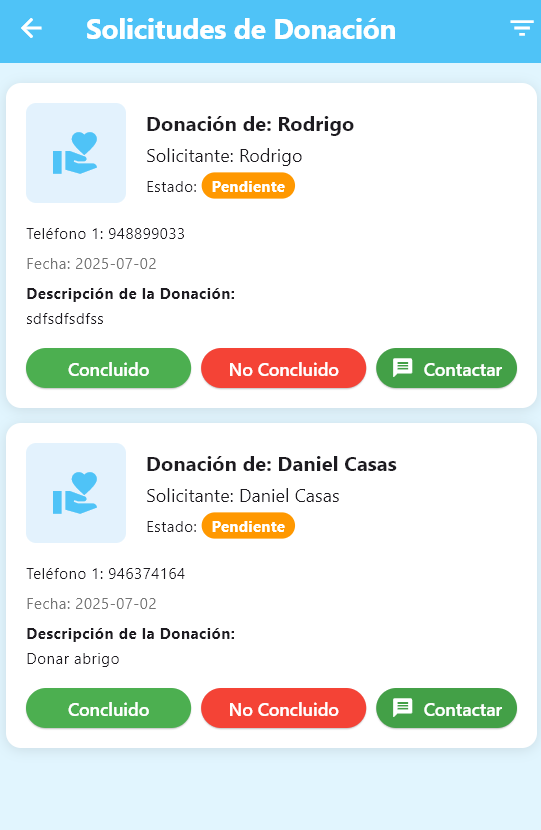 Solicitudes de Donación
Donación de: Rodrigo
Solicitante: Rodrigo
Estado: Pendiente
Teléfono 1: 948899033
Fecha: 2025-07-02
Descripción de la Donación:
sdfsdfsdfss
Concluido No Concluido Contactar
Donación de: Daniel Casas
Solicitante: Daniel Casas
Estado: Pendiente
Teléfono 1: 946374164
Fecha: 2025-07-02
Descripción de la Donación:
Donar abrigo
Concluido No Concluido Contactar